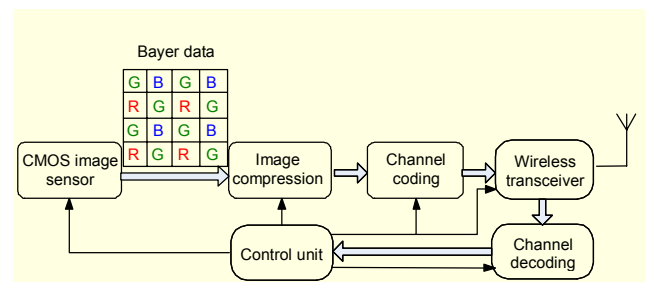 Bayer data
G B G B
R G R G
G B G B
R G R G
CMOS image
sensor
Image
compression
Channel
coding
Wireless
transceiver
Control unit
Channel
decoding